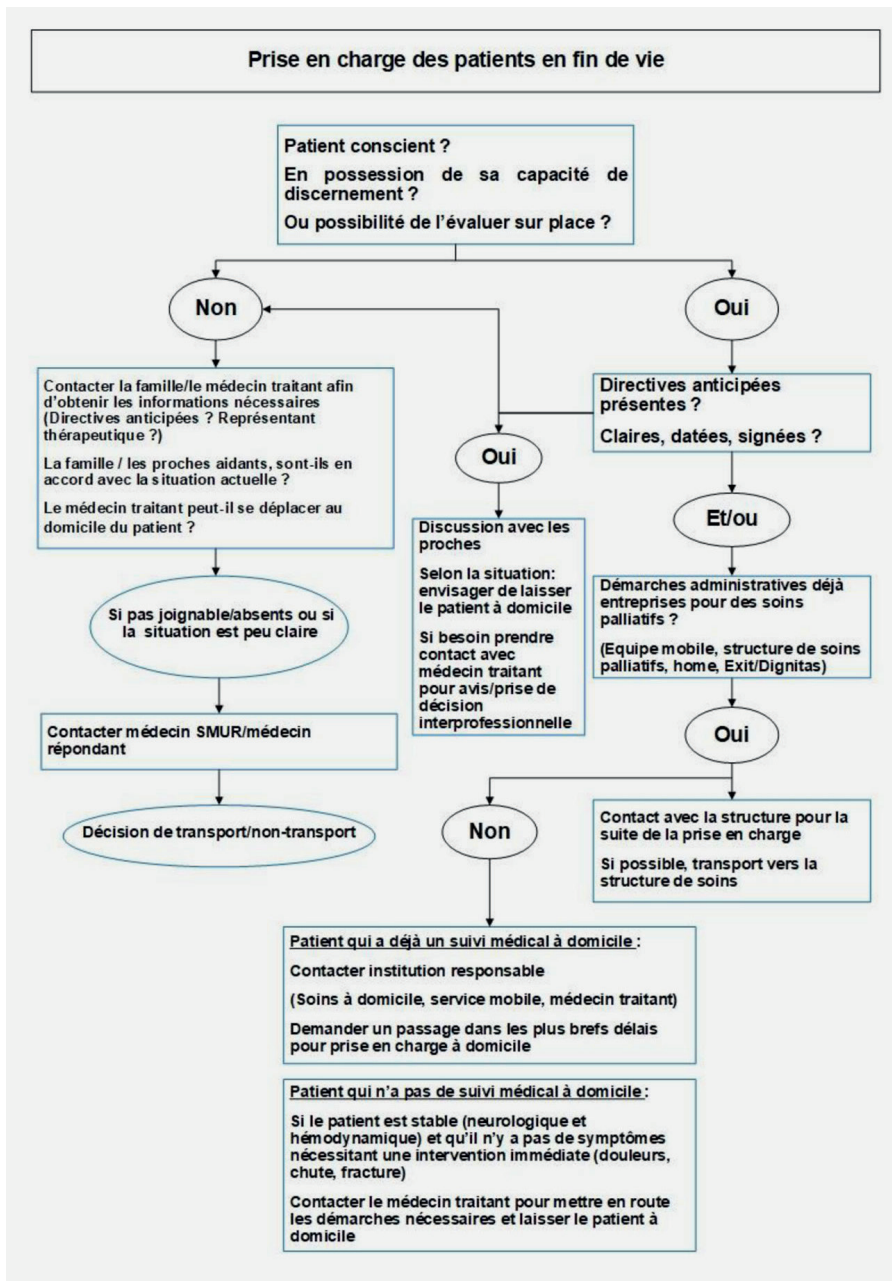 Prise en charge des patients en fin de vie
Patient conscient ?
En possession de sa capacité de
discernement ?
Ou possibilité de l'évaluer sur place ?
Non
Oui
Contacter la famille/le médecin traitant afin
d'obtenir les informations nécessaires
(Directives anticipées ? Représentant
thérapeutique ?)
La famille / les proches aidants, sont-ils en
accord avec la situation actuelle ?
Le médecin traitant peut-il se déplacer au
domicile du patient ?
Directives anticipées
présentes ?
Claires, datées, signées ?
Oui
Et/ou
Discussion avec les
proches
Selon la situation:
envisager de laisser
le patient à domicile
Si besoin prendre
contact avec
médecin traitant
pour avis/prise de
décision
interprofessionnelle
Démarches administratives déjà
entreprises pour des soins
palliatifs ?
(Equipe mobile, structure de soins
palliatifs, home, Exit/Dignitas)
Si pas joignable/absents ou si
la situation est peu claire
Contacter médecin SMUR/médecin
répondant
Décision de transport/non-transport
Oui
Non
Contact avec la structure pour la
suite de la prise en charge
Si possible, transport vers la
structure de soins
Patient qui a déjà un suivi médical à domicile :
Contacter institution responsable
(Soins à domicile, service mobile, médecin traitant)
Demander un passage dans les plus brefs délais
pour prise en charge à domicile
Patient qui n'a pas de suivi médical à domicile :
Si le patient est stable (neurologique et
hémodynamique) et qu'il n'y a pas de symptômes
nécessitant une intervention immédiate (douleurs,
chute, fracture)
Contacter le médecin traitant pour mettre en route
les démarches nécessaires et laisser le patient à
domicile